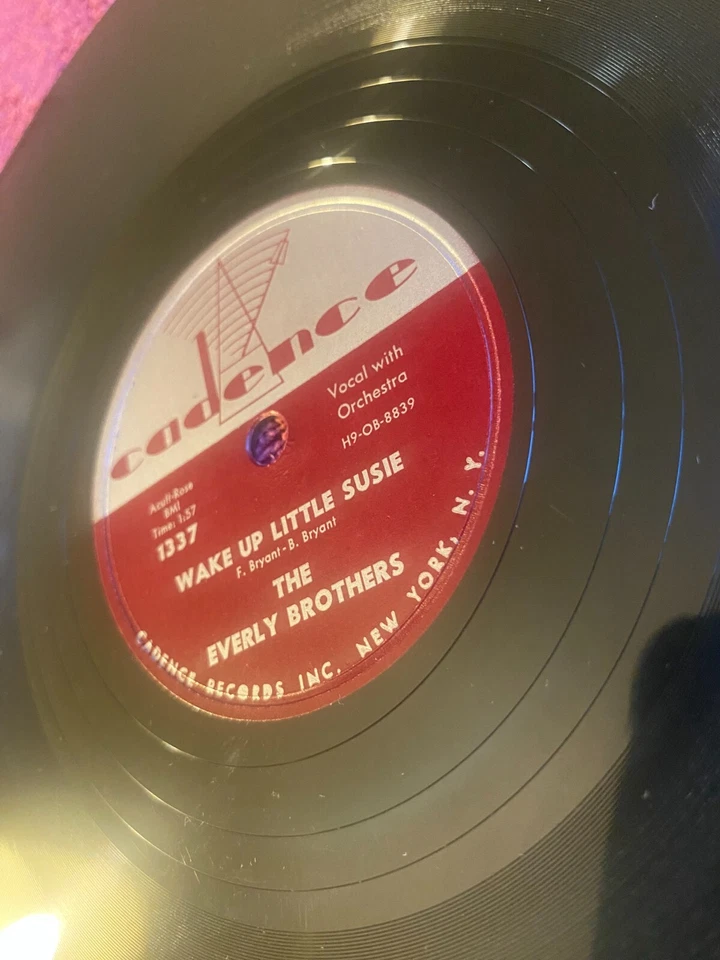 cadence
Vocal with
Orchestra
H9-OB-8839
Acuff-Rose
BMI
Time: 1:57
1337
WAKE UP LITTLE SUSIE
F. Bryant-B. Bryant
THE
EVERLY BROTHERS
CADENCE RECORDS INC. NEW YORK, N. Y.